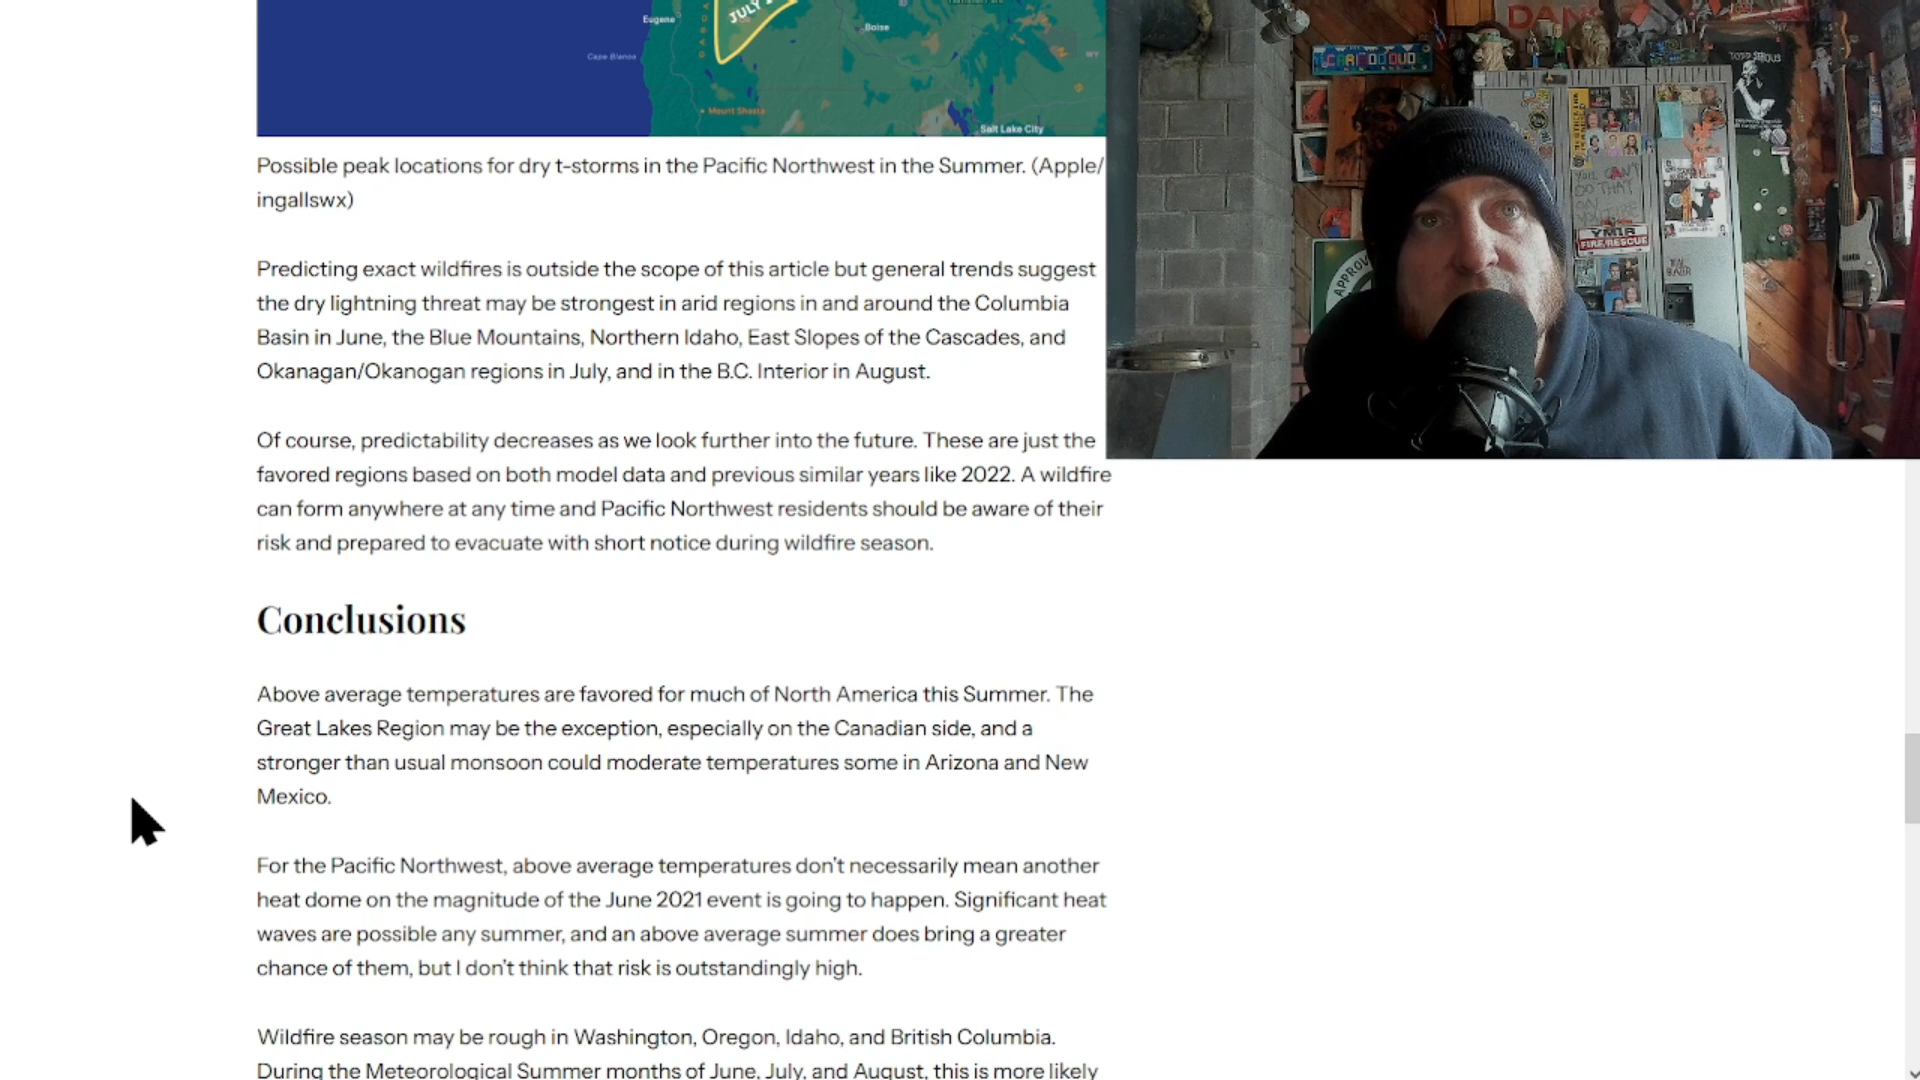 JULY
Eugene
Boise
Cape Blanco
WY
Mount Shasta
Salt Lake City
Possible peak locations for dry t-storms in the Pacific Northwest in the Summer. (Apple/
ingallswx)
Predicting exact wildfires is outside the scope of this article but general trends suggest
the dry lightning threat may be strongest in arid regions in and around the Columbia
Basin in June, the Blue Mountains, Northern Idaho, East Slopes of the Cascades, and
Okanagan/Okanogan regions in July, and in the B.C. Interior in August.
Of course, predictability decreases as we look further into the future. These are just the
favored regions based on both model data and previous similar years like 2022. A wildfire
can form anywhere at any time and Pacific Northwest residents should be aware of their
risk and prepared to evacuate with short notice during wildfire season.
Conclusions
Above average temperatures are favored for much of North America this Summer. The
Great Lakes Region may be the exception, especially on the Canadian side, and a
stronger than usual monsoon could moderate temperatures some in Arizona and New
Mexico.
For the Pacific Northwest, above average temperatures don't necessarily mean another
heat dome on the magnitude of the June 2021 event is going to happen. Significant heat
waves are possible any summer, and an above average summer does bring a greater
chance of them, but I don't think that risk is outstandingly high.
Wildfire season may be rough in Washington, Oregon, Idaho, and British Columbia.
During the Meteorological Summer months of June, July, and August, this is more likely
YOU CAN'T
DO THAT
ON
YMIR
FIRE/RESCUE